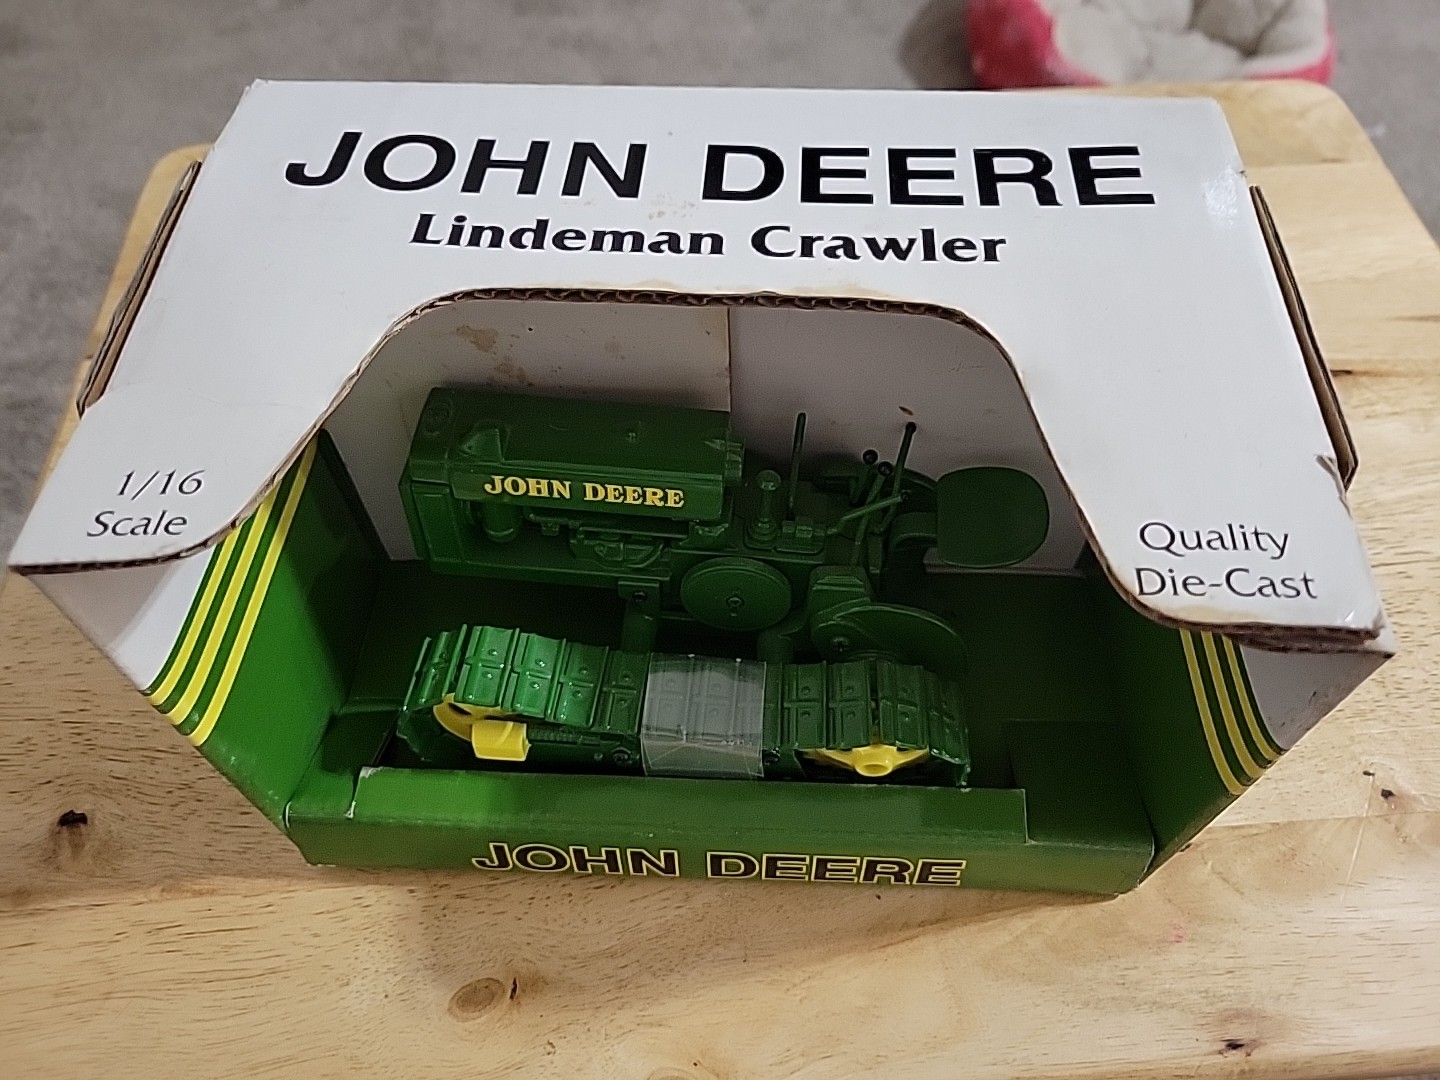 JOHN DEERE
Lindeman Crawler
1/16
Scale
Quality
Die-Cast
JOHN DEERE
JOHN DEERE